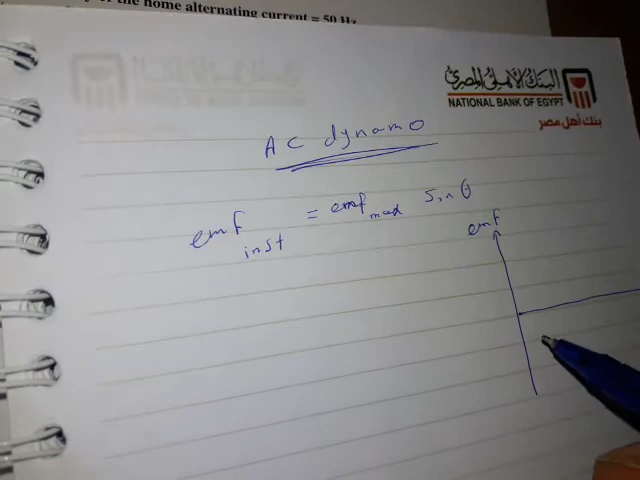 of the home alternating current = 50 Hz
البنك الأهلي المصري
NATIONAL BANK OF EGYPT
بنك أهل مصر
AC dynamo
emf inst = emf max sin θ
emf